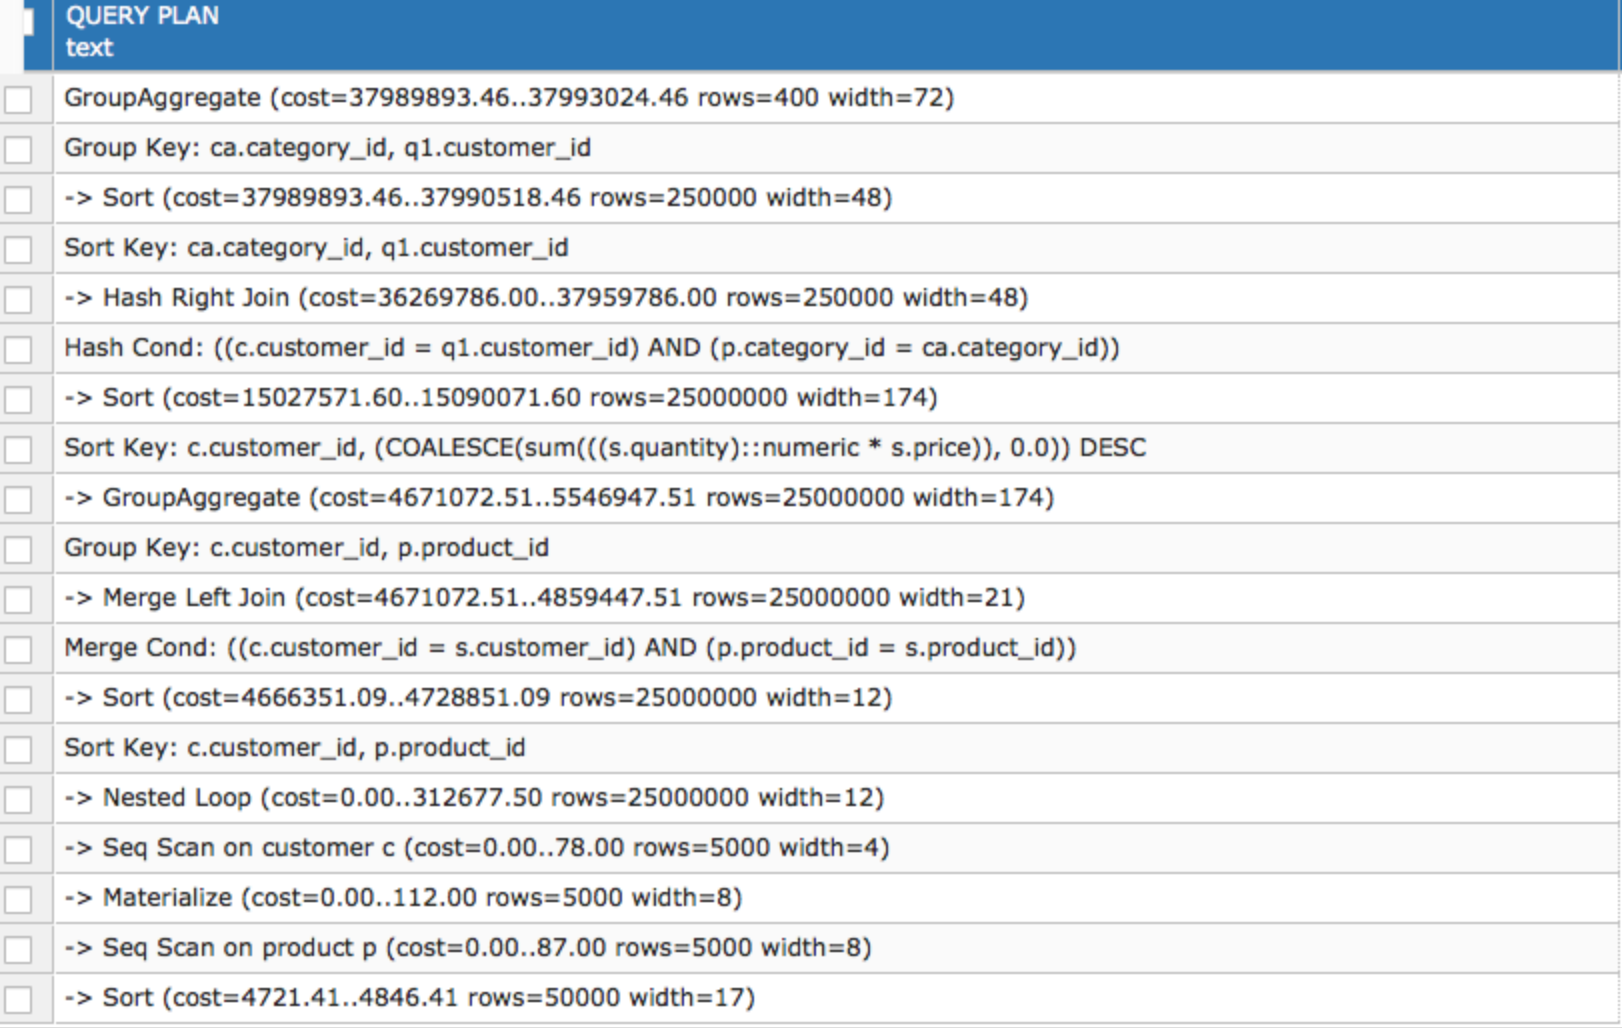 QUERY PLAN
text
GroupAggregate (cost=37989893.46..37993024.46 rows=400 width=72)
Group Key: ca.category_id, q1.customer_id
-> Sort (cost=37989893.46..37990518.46 rows=250000 width=48)
Sort Key: ca.category_id, q1.customer_id
-> Hash Right Join (cost=36269786.00..37959786.00 rows=250000 width=48)
Hash Cond: ((c.customer_id = q1.customer_id) AND (p.category_id = ca.category_id))
-> Sort (cost=15027571.60..15090071.60 rows=25000000 width=174)
Sort Key: c.customer_id, (COALESCE(sum(((s.quantity)::numeric * s.price)), 0.0)) DESC
-> GroupAggregate (cost=4671072.51..5546947.51 rows=25000000 width=174)
Group Key: c.customer_id, p.product_id
-> Merge Left Join (cost=4671072.51..4859447.51 rows=25000000 width=21)
Merge Cond: ((c.customer_id = s.customer_id) AND (p.product_id = s.product_id))
-> Sort (cost=4666351.09..4728851.09 rows=25000000 width=12)
Sort Key: c.customer_id, p.product_id
-> Nested Loop (cost=0.00..312677.50 rows=25000000 width=12)
-> Seq Scan on customer c (cost=0.00..78.00 rows=5000 width=4)
-> Materialize (cost=0.00..112.00 rows=5000 width=8)
-> Seq Scan on product p (cost=0.00..87.00 rows=5000 width=8)
-> Sort (cost=4721.41..4846.41 rows=50000 width=17)